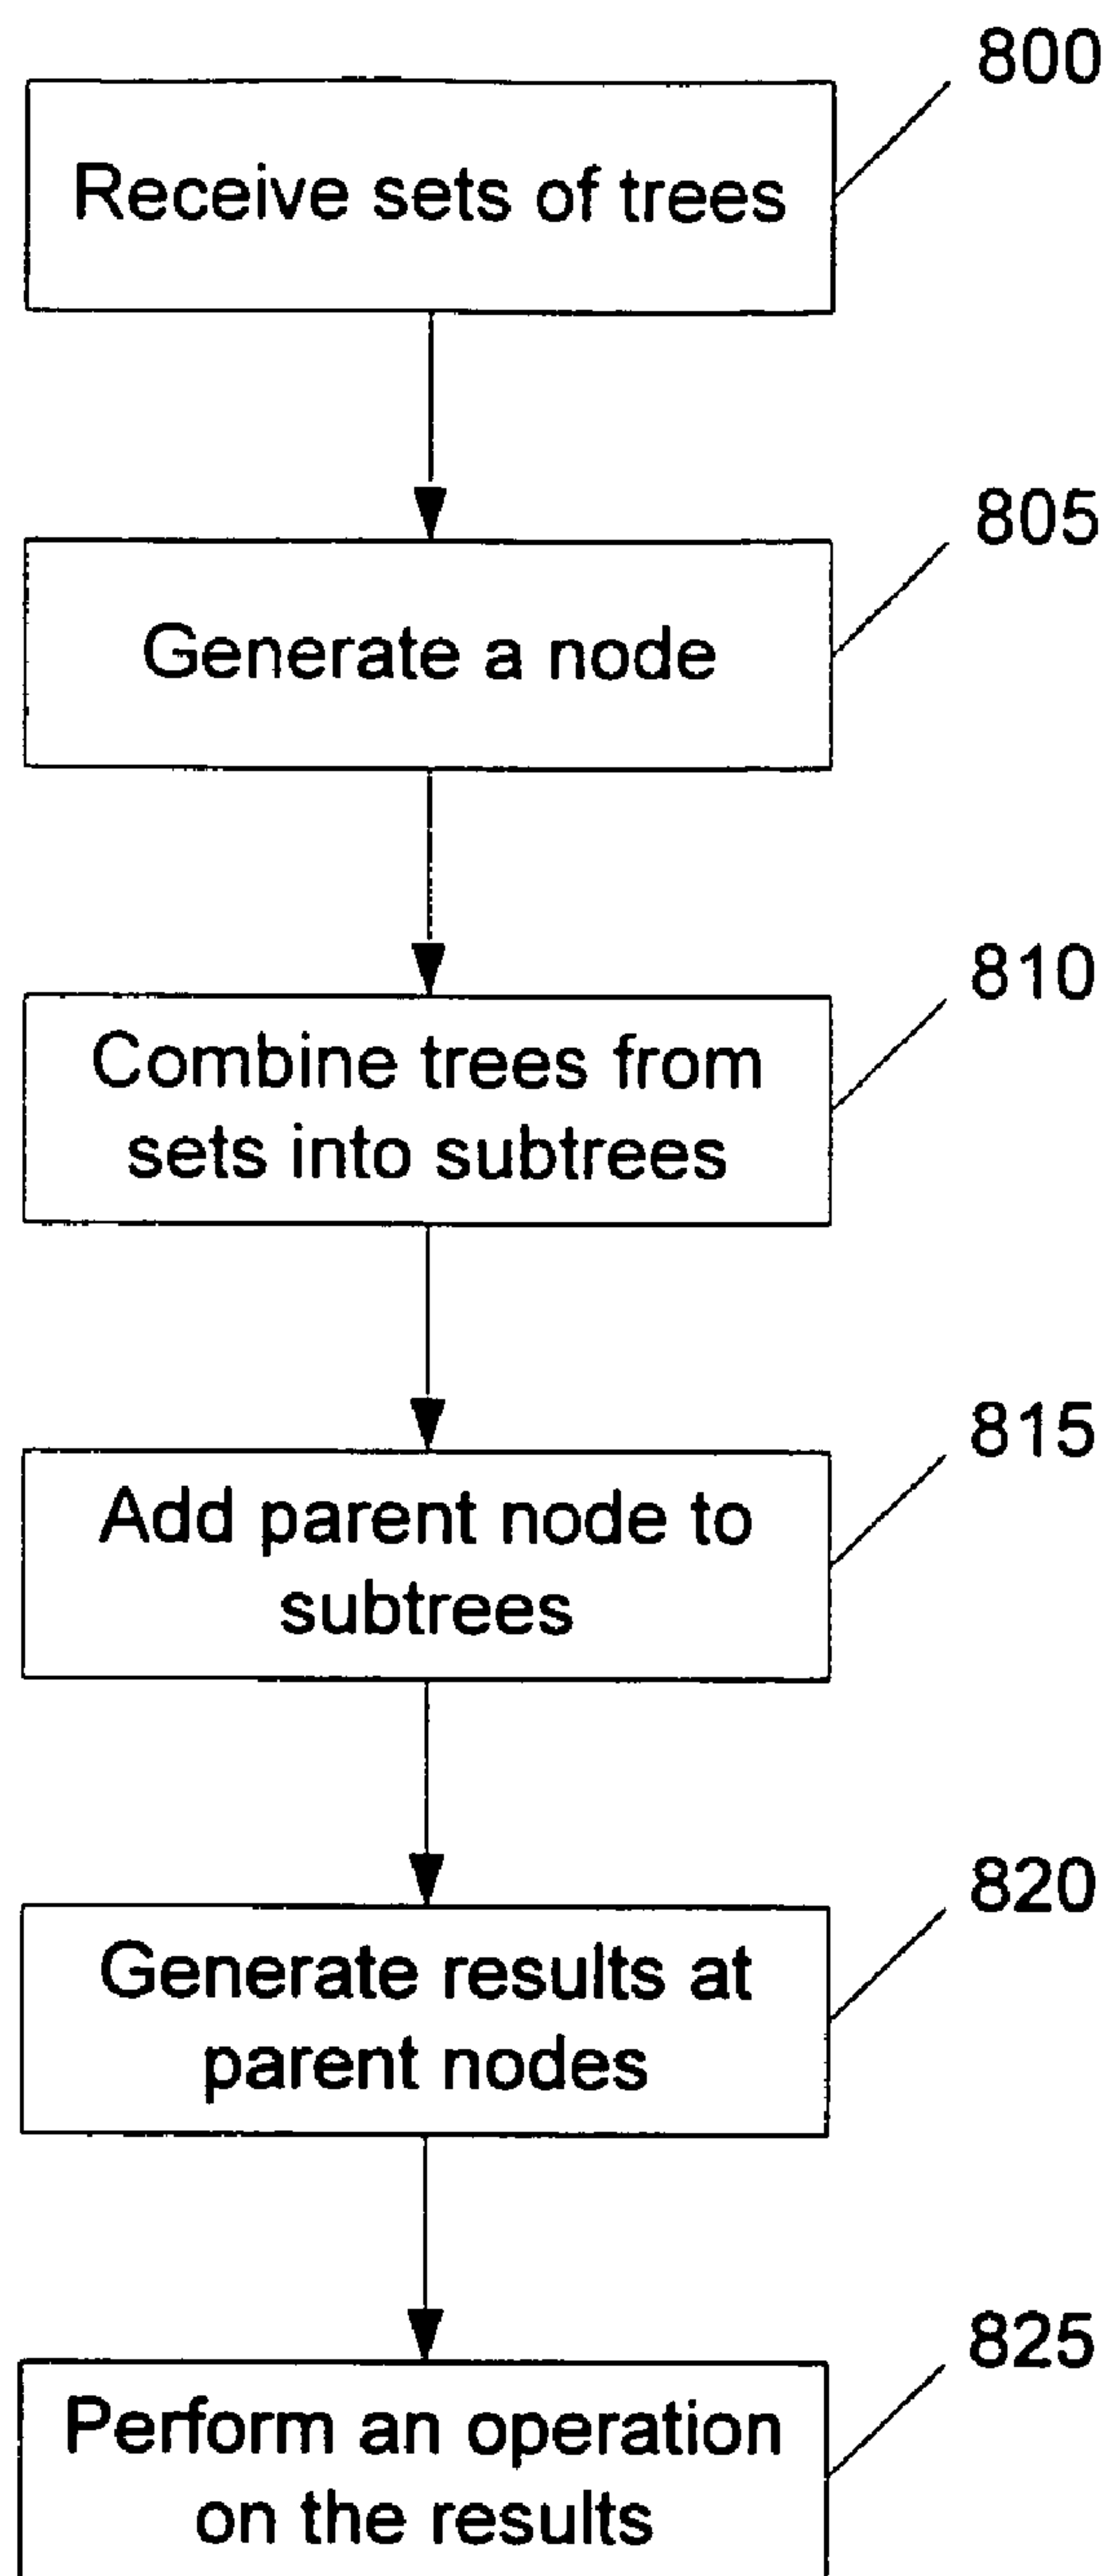 800
Receive sets of trees
805
Generate a node
810
Combine trees from
sets into subtrees
815
Add parent node to
subtrees
820
Generate results at
parent nodes
825
Perform an operation
on the results